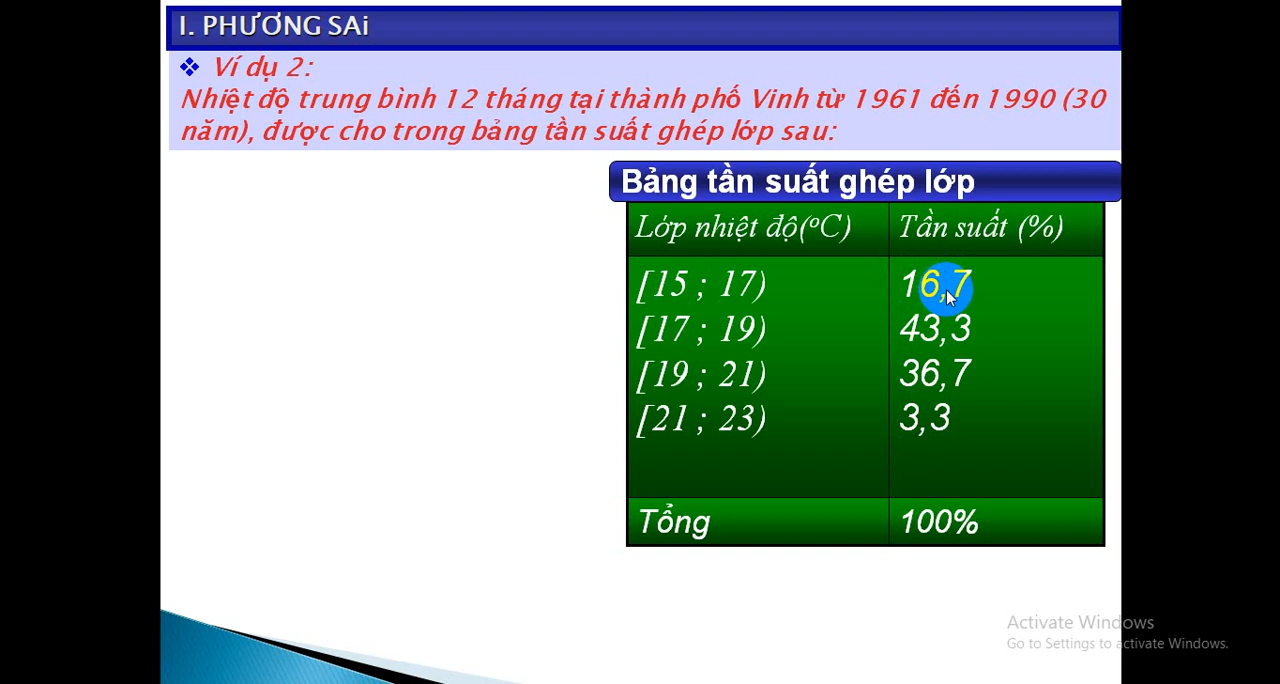 I. PHƯƠNG SAi
Ví dụ 2:
Nhiệt độ trung bình 12 tháng tại thành phố Vinh từ 1961 đến 1990 (30
năm), được cho trong bảng tần suất ghép lớp sau:
Bảng tần suất ghép lớp
Lớp nhiệt độ(°C) Tần suất (%)
[15 ; 17) 16,7
[17 ; 19) 43,3
[19 ; 21) 36,7
[21 ; 23) 3,3
Tổng 100%
Activate Windows
Go to Settings to activate Windows.